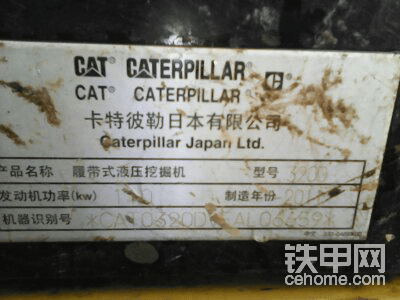 CAT CATERPILLAR
CAT CATERPILLAR
卡特彼勒日本有限公司
Caterpillar Japan Ltd.
产品名称 履带式液压挖掘机 型号 320D
发动机功率(kw) 制造年份
机器识别号
铁甲网
cehome.com